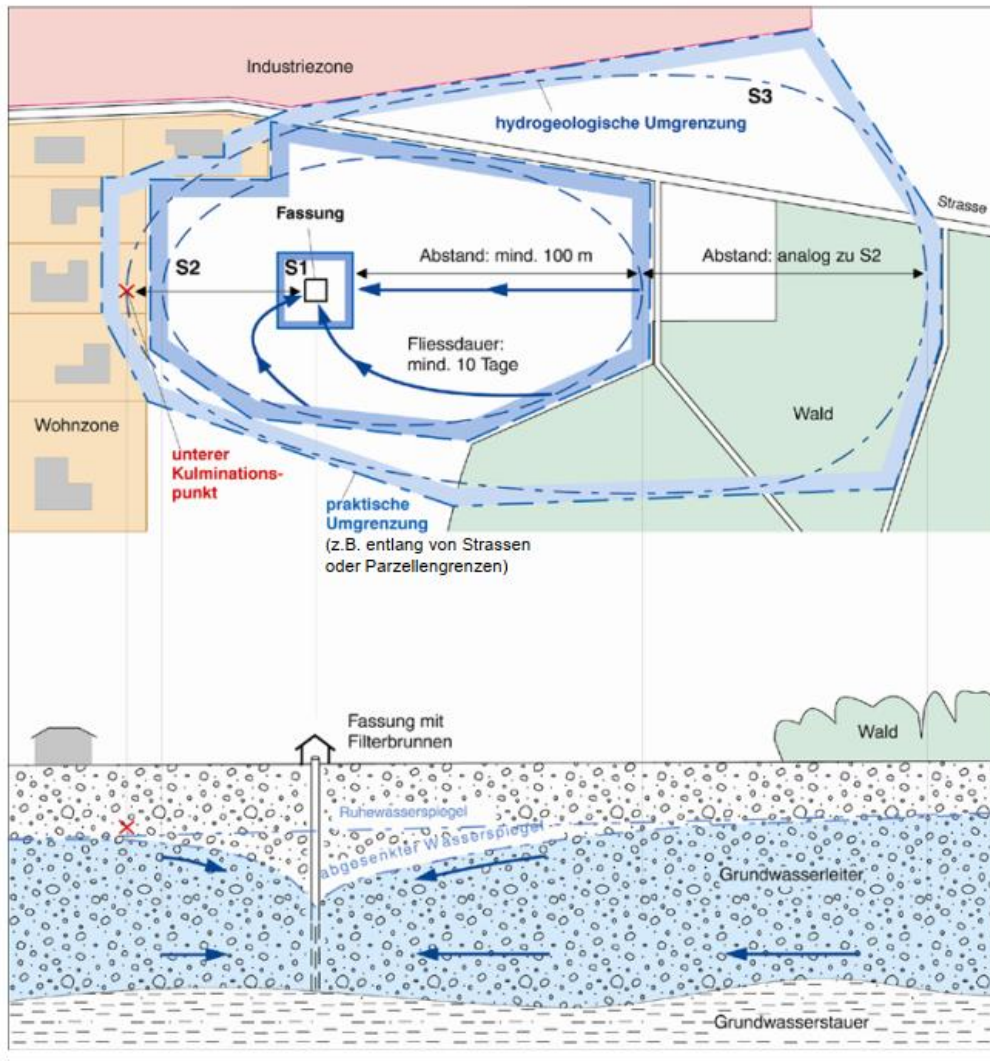 Industriezone
S3
hydrogeologische Umgrenzung
Strasse
Fassung
S2
S1
Abstand: mind. 100 m
Abstand: analog zu S2
Fliessdauer:
mind. 10 Tage
Wohnzone
Wald
unterer
Kulminations-
punkt
praktische
Umgrenzung
(z.B. entlang von Strassen
oder Parzellengrenzen)
Fassung mit
Filterbrunnen
Wald
Ruhewasserspiegel
abgesenkter Wasserspiegel
Grundwasserleiter
Grundwasserstauer